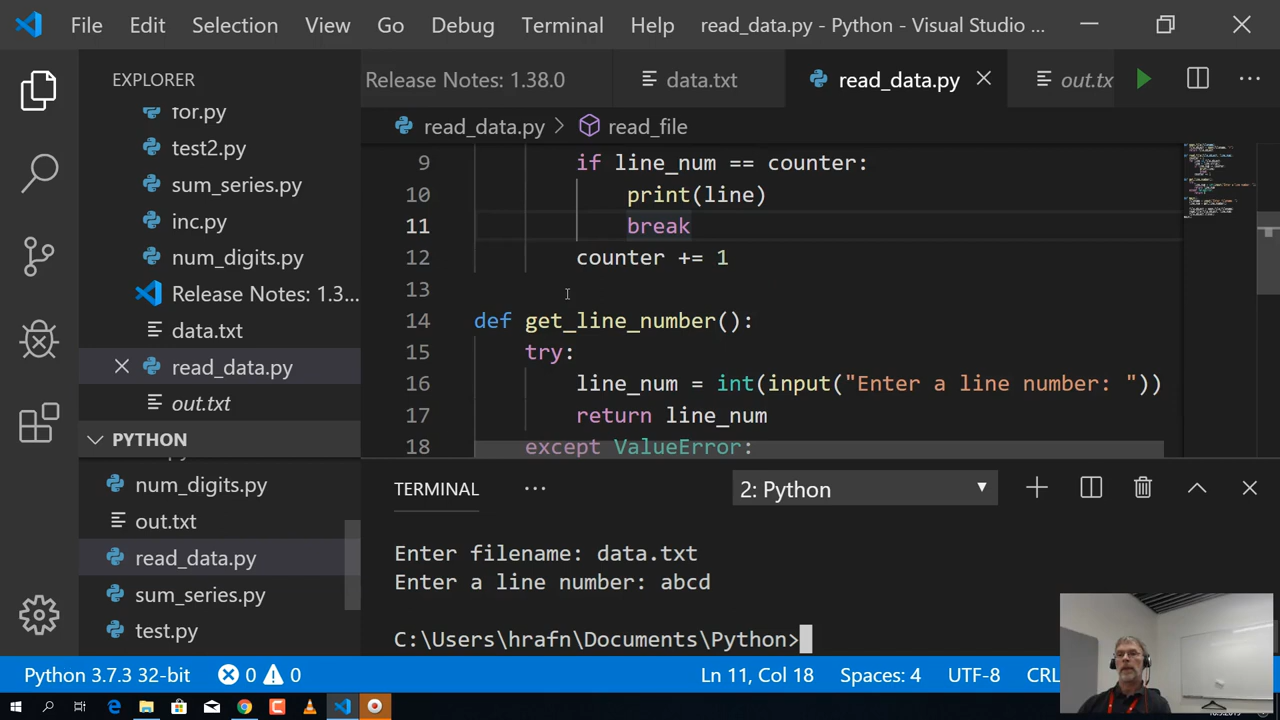 File Edit Selection View Go Debug Terminal Help read_data.py - Python - Visual Studio ...
EXPLORER
for.py
test2.py
sum_series.py
inc.py
num_digits.py
Release Notes: 1.3...
data.txt
read_data.py
out.txt
PYTHON
num_digits.py
out.txt
read_data.py
sum_series.py
test.py
Release Notes: 1.38.0 data.txt read_data.py out.tx
read_data.py > read_file
9 if line_num == counter:
10 print(line)
11 break
12 counter += 1
13
14 def get_line_number():
15 try:
16 line_num = int(input("Enter a line number: "))
17 return line_num
18 except ValueError:
TERMINAL ... 2: Python
Enter filename: data.txt
Enter a line number: abcd
C:\Users\hrafn\Documents\Python>
Python 3.7.3 32-bit 0 0 Ln 11, Col 18 Spaces: 4 UTF-8 CRL